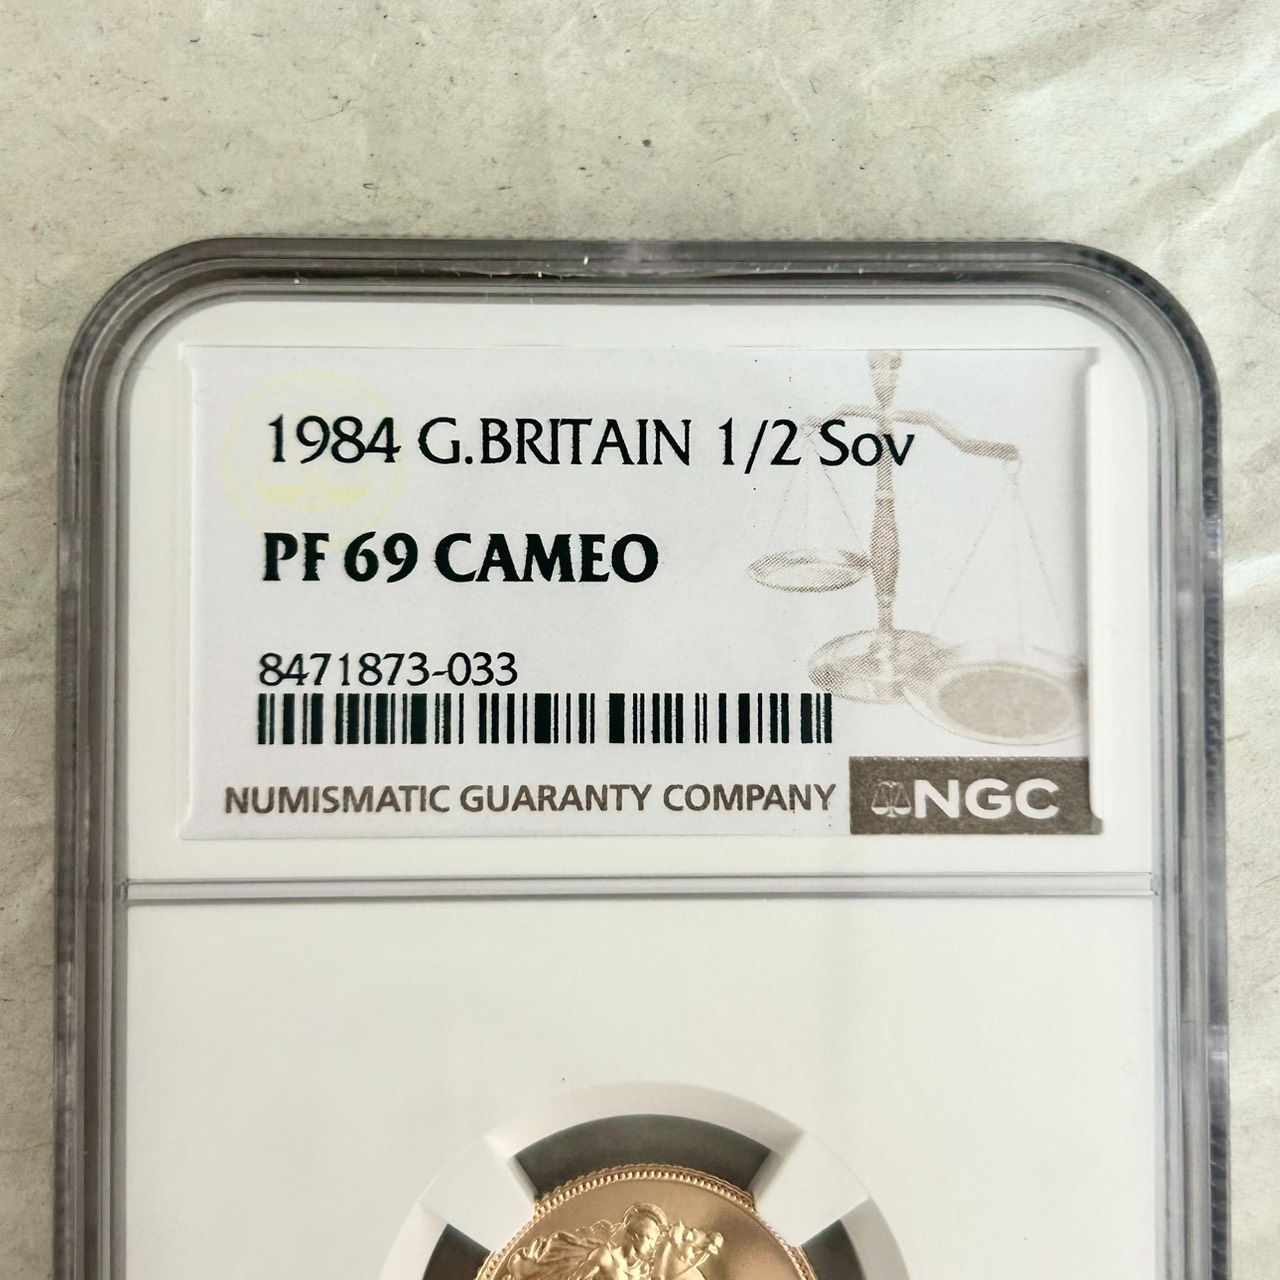 1984 G.BRITAIN 1/2 Sov
PF 69 CAMEO
8471873-033
NUMISMATIC GUARANTY COMPANY
NGC